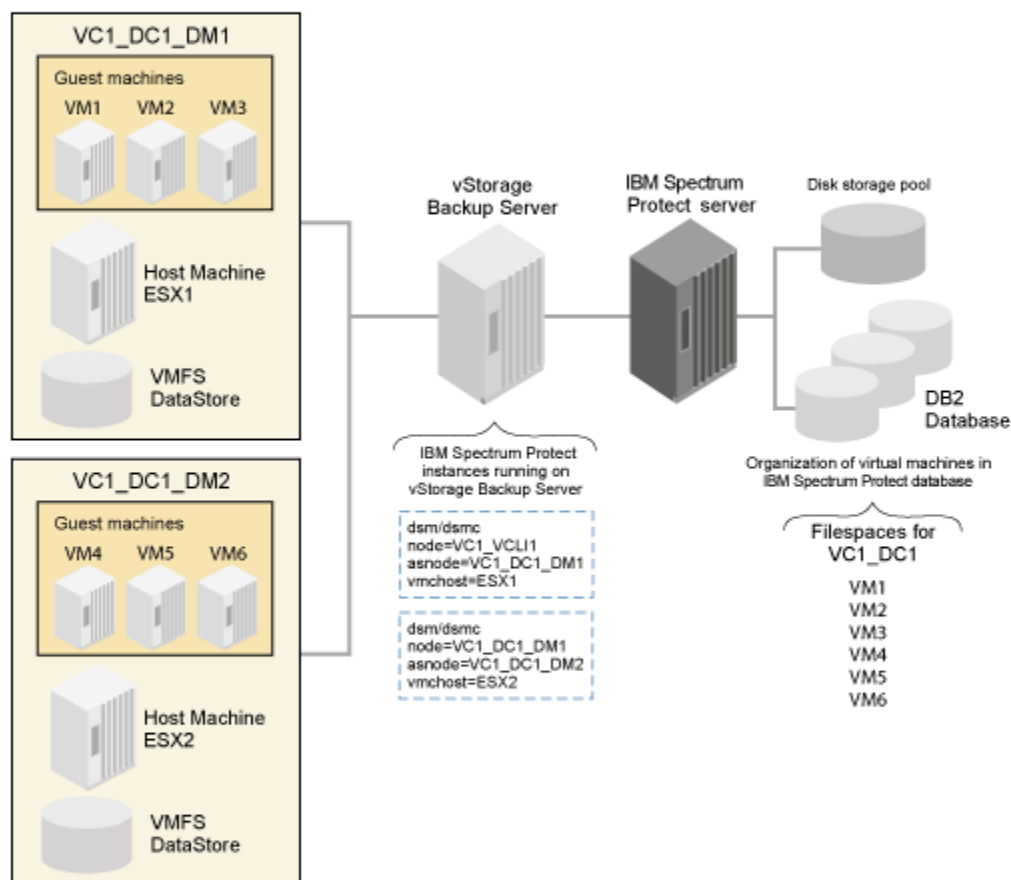 VC1_DC1_DM1
Guest machines
VM1 VM2 VM3
Host Machine
ESX1
VMFS
DataStore
VC1_DC1_DM2
Guest machines
VM4 VM5 VM6
Host Machine
ESX2
VMFS
DataStore
vStorage
Backup Server
IBM Spectrum Protect
instances running on
vStorage Backup Server
dsm/dsmc
node=VC1_VCLI1
asnode=VC1_DC1_DM1
vmchost=ESX1
dsm/dsmc
node=VC1_DC1_DM1
asnode=VC1_DC1_DM2
vmchost=ESX2
IBM Spectrum
Protect server
Disk storage pool
DB2
Database
Organization of virtual machines in
IBM Spectrum Protect database
Filespaces for
VC1_DC1
VM1
VM2
VM3
VM4
VM5
VM6